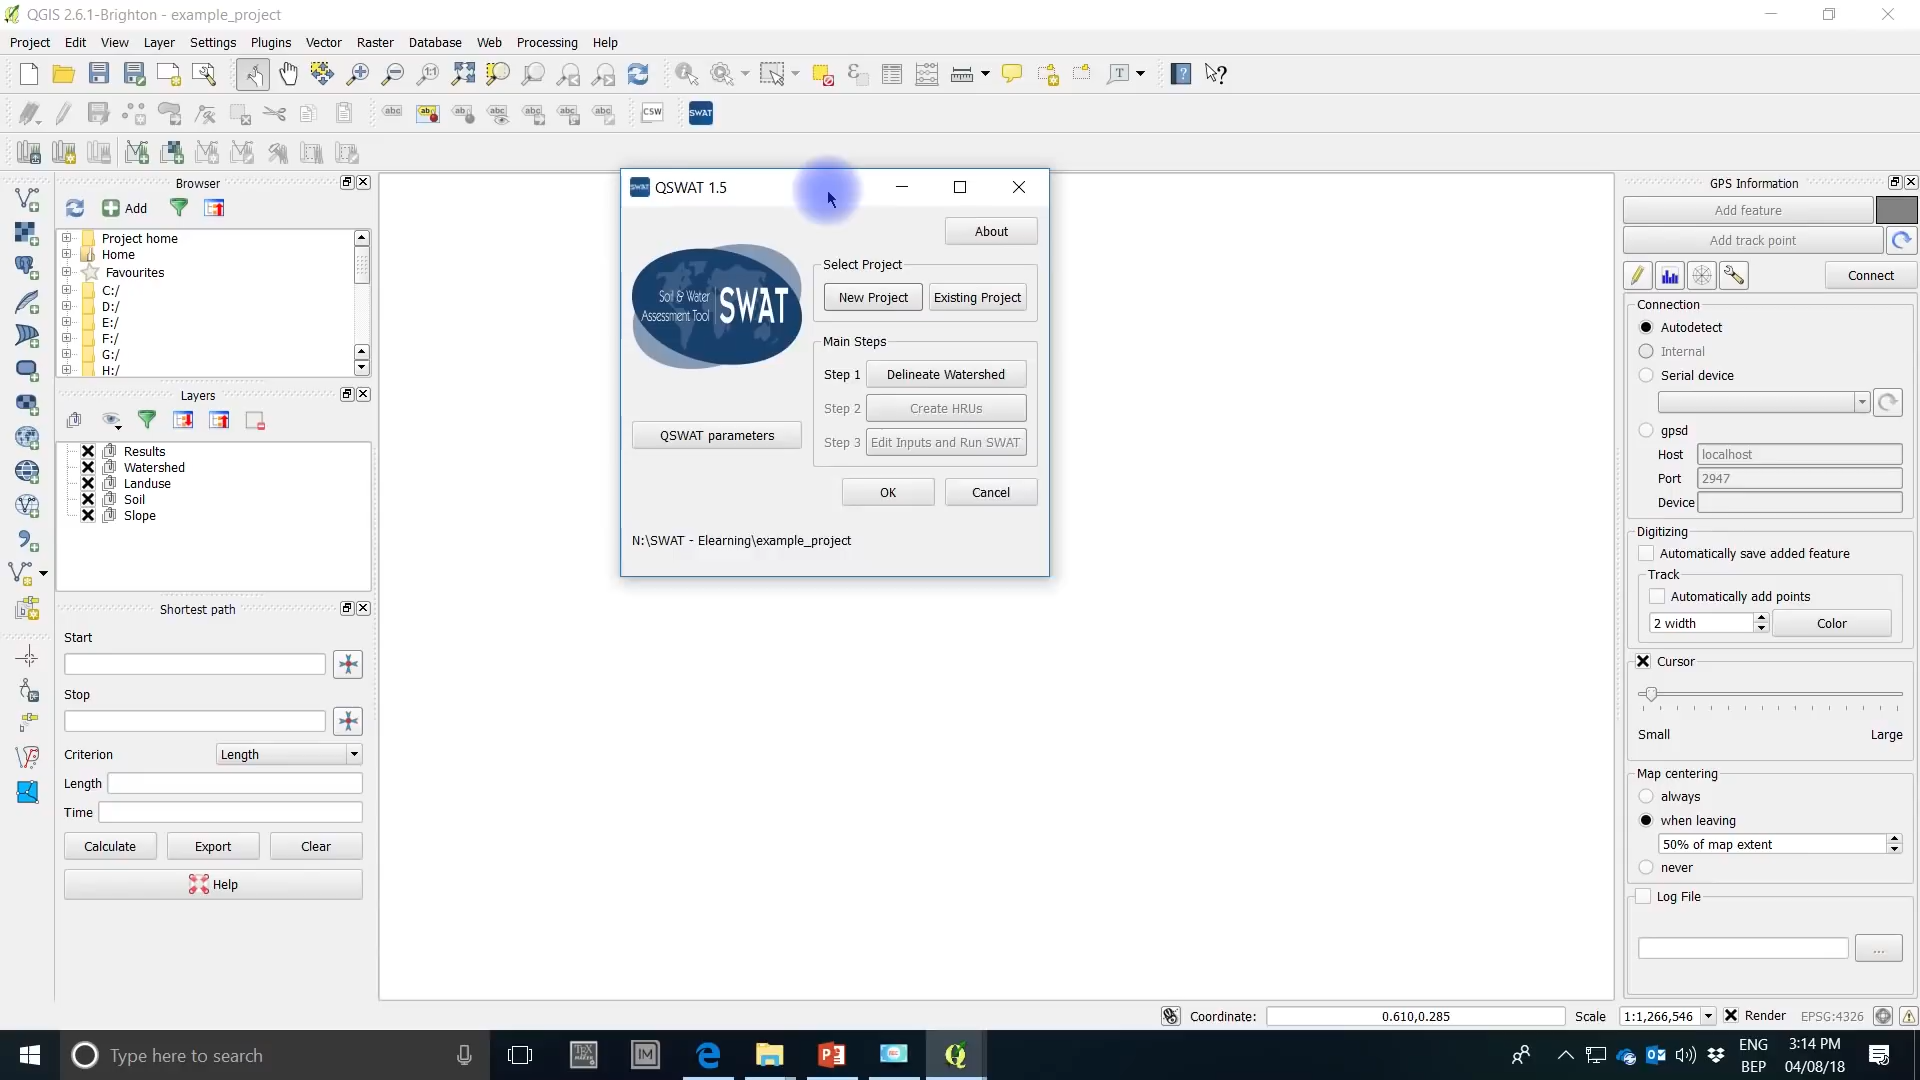 QGIS 2.6.1-Brighton - example_project
Project Edit View Layer Settings Plugins Vector Raster Database Web Processing Help
CSW SWAT
Browser
Add
Project home
Home
Favourites
C:/
D:/
E:/
F:/
G:/
H:/
Layers
Results
Watershed
Landuse
Soil
Slope
Shortest path
Start
Stop
Criterion Length
Length
Time
Calculate Export Clear
Help
QSWAT 1.5
About
Soil & Water
Assessment Tool SWAT
Select Project
New Project Existing Project
Main Steps
Step 1 Delineate Watershed
Step 2 Create HRUs
Step 3 Edit Inputs and Run SWAT
QSWAT parameters
OK Cancel
N:\SWAT - Elearning\example_project
GPS Information
Add feature
Add track point
Connect
Connection
Autodetect
Internal
Serial device
gpsd
Host localhost
Port 2947
Device
Digitizing
Automatically save added feature
Track
Automatically add points
2 width Color
Cursor
Small Large
Map centering
always
when leaving
50% of map extent
never
Log File
...
Coordinate: 0.610,0.285 Scale 1:1,266,546 Render EPSG:4326
Type here to search
ENG
BEP
3:14 PM
04/08/18